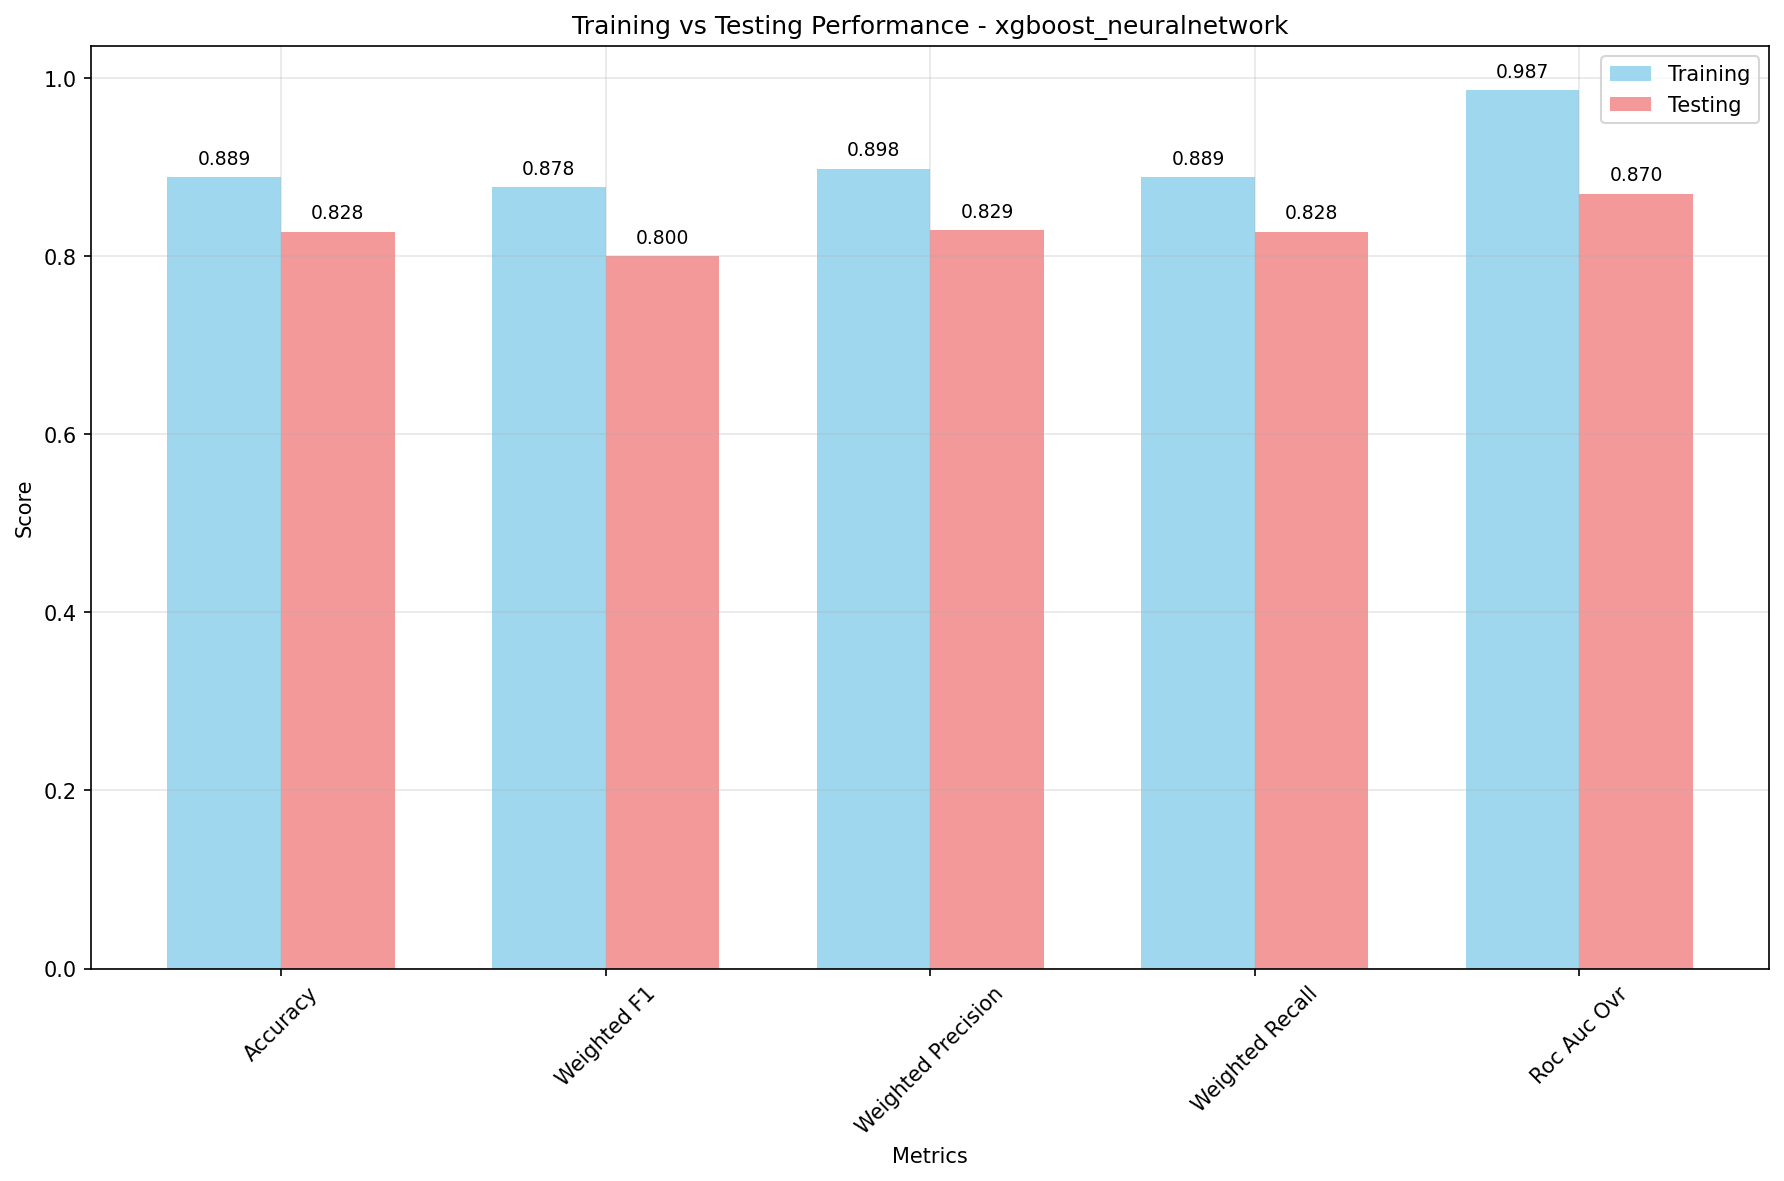 Training vs Testing Performance - xgboost_neuralnetwork
Training
Testing
Score
1.0
0.8
0.6
0.4
0.2
0.0
0.889
0.828
0.878
0.800
0.898
0.829
0.889
0.828
0.987
0.870
Accuracy
Weighted F1
Weighted Precision
Weighted Recall
Roc Auc Ovr
Metrics